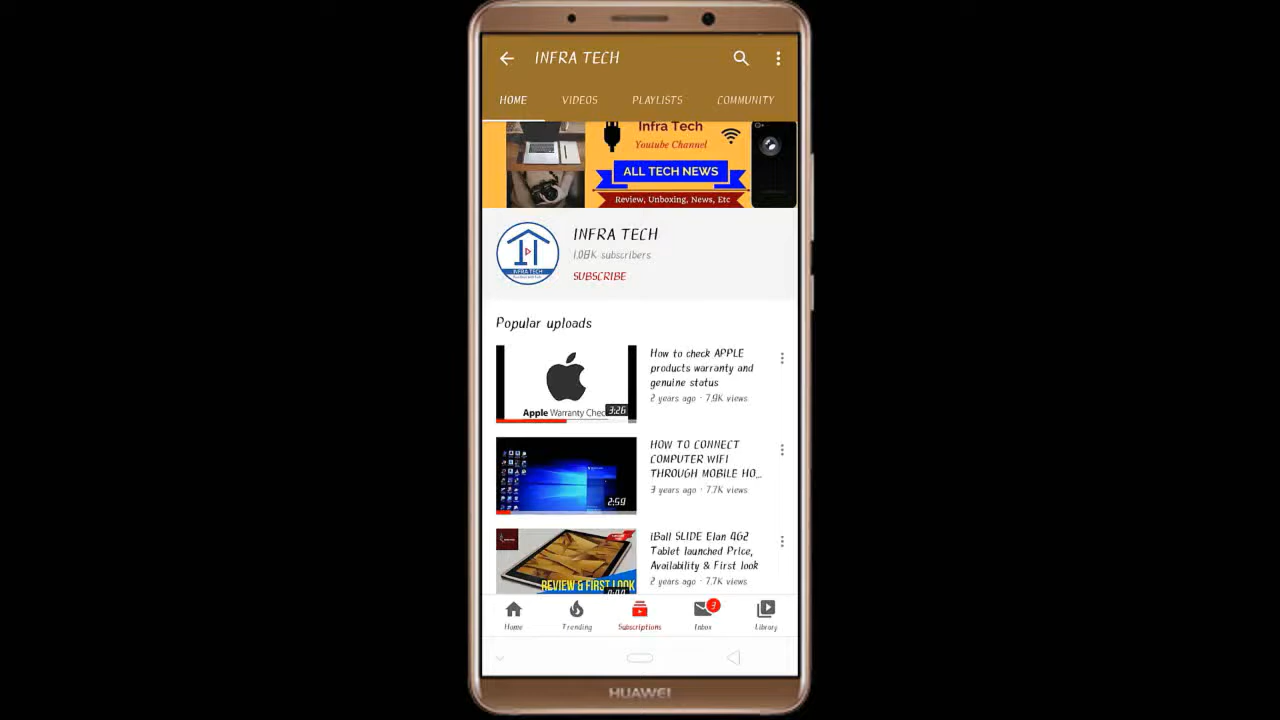 INFRA TECH
HOME VIDEOS PLAYLISTS COMMUNITY
Infra Tech
Youtube Channel
ALL TECH NEWS
Review, Unboxing, News, Etc
INFRA TECH
1.08K subscribers
SUBSCRIBE
INFRA TECH
Popular uploads
How to check APPLE
products warranty and
genuine status
2 years ago · 7.9K views
Apple Warranty Chec
3:26
HOW TO CONNECT
COMPUTER WIFI
THROUGH MOBILE HO...
3 years ago · 7.7K views
2:59
iBall SLIDE Elan 4G2
Tablet launched Price,
Availability & First look
2 years ago · 7.7K views
REVIEW & FIRST LOOK
Home Trending Subscriptions Inbox Library
3
HUAWEI